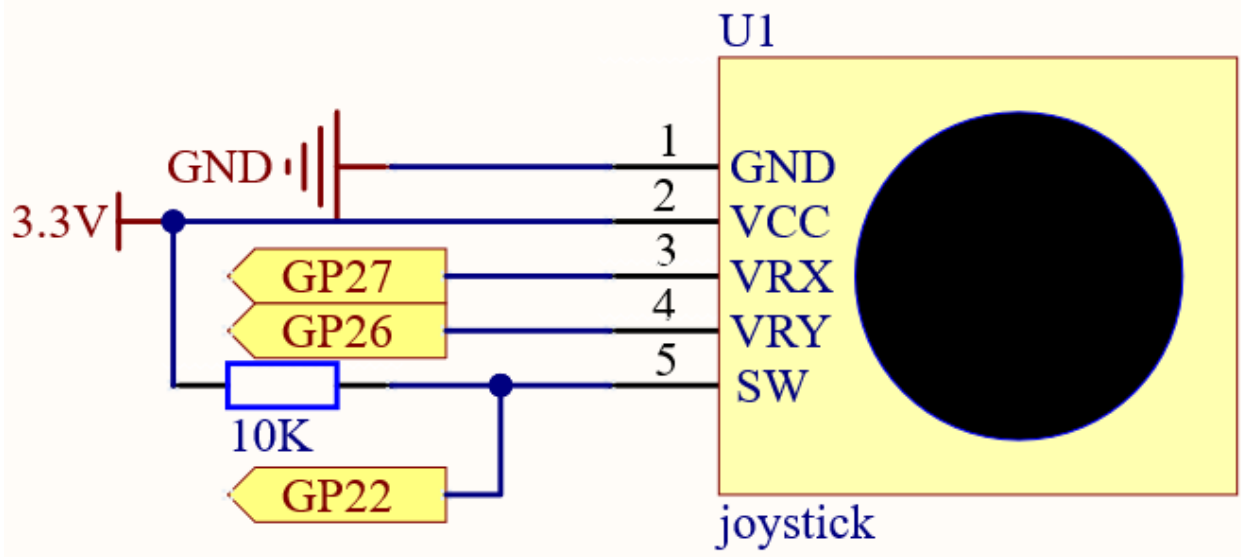 U1
1
GND
GND
2
3.3V
VCC
3
GP27
VRX
4
GP26
VRY
5
SW
10K
GP22
joystick